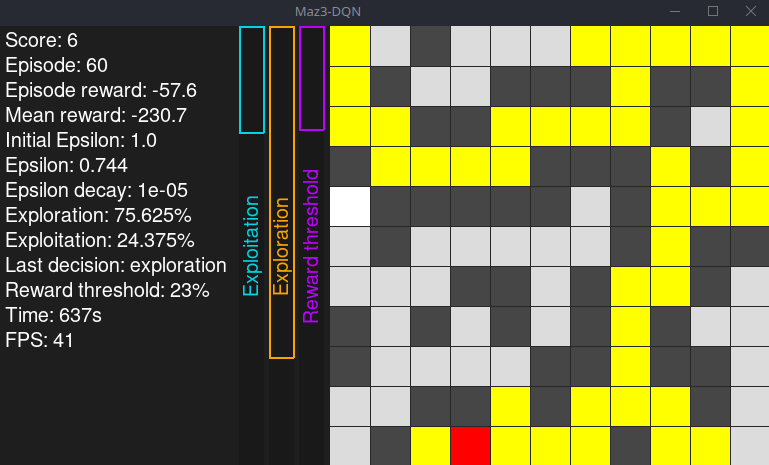 Maz3-DQN
Score: 6
Episode: 60
Episode reward: -57.6
Mean reward: -230.7
Initial Epsilon: 1.0
Epsilon: 0.744
Epsilon decay: 1e-05
Exploration: 75.625%
Exploitation: 24.375%
Last decision: exploration
Reward threshold: 23%
Time: 637s
FPS: 41
Exploitation
Exploration
Reward threshold